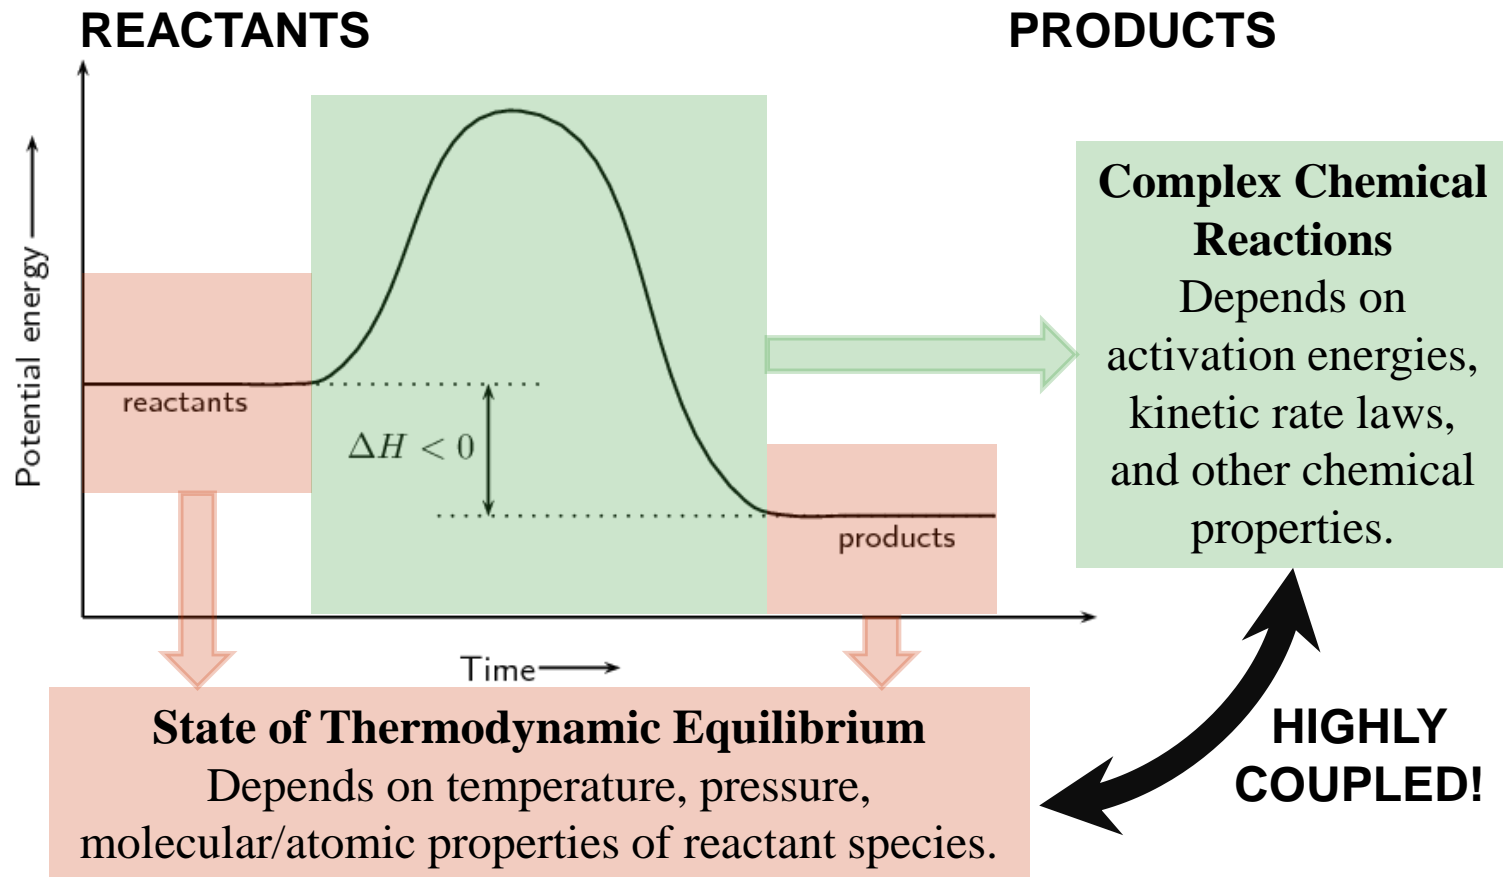 REACTANTS
PRODUCTS
Potential energy
reactants
ΔH < 0
products
Time
Complex Chemical
Reactions
Depends on
activation energies,
kinetic rate laws,
and other chemical
properties.
State of Thermodynamic Equilibrium
Depends on temperature, pressure,
molecular/atomic properties of reactant species.
HIGHLY
COUPLED!